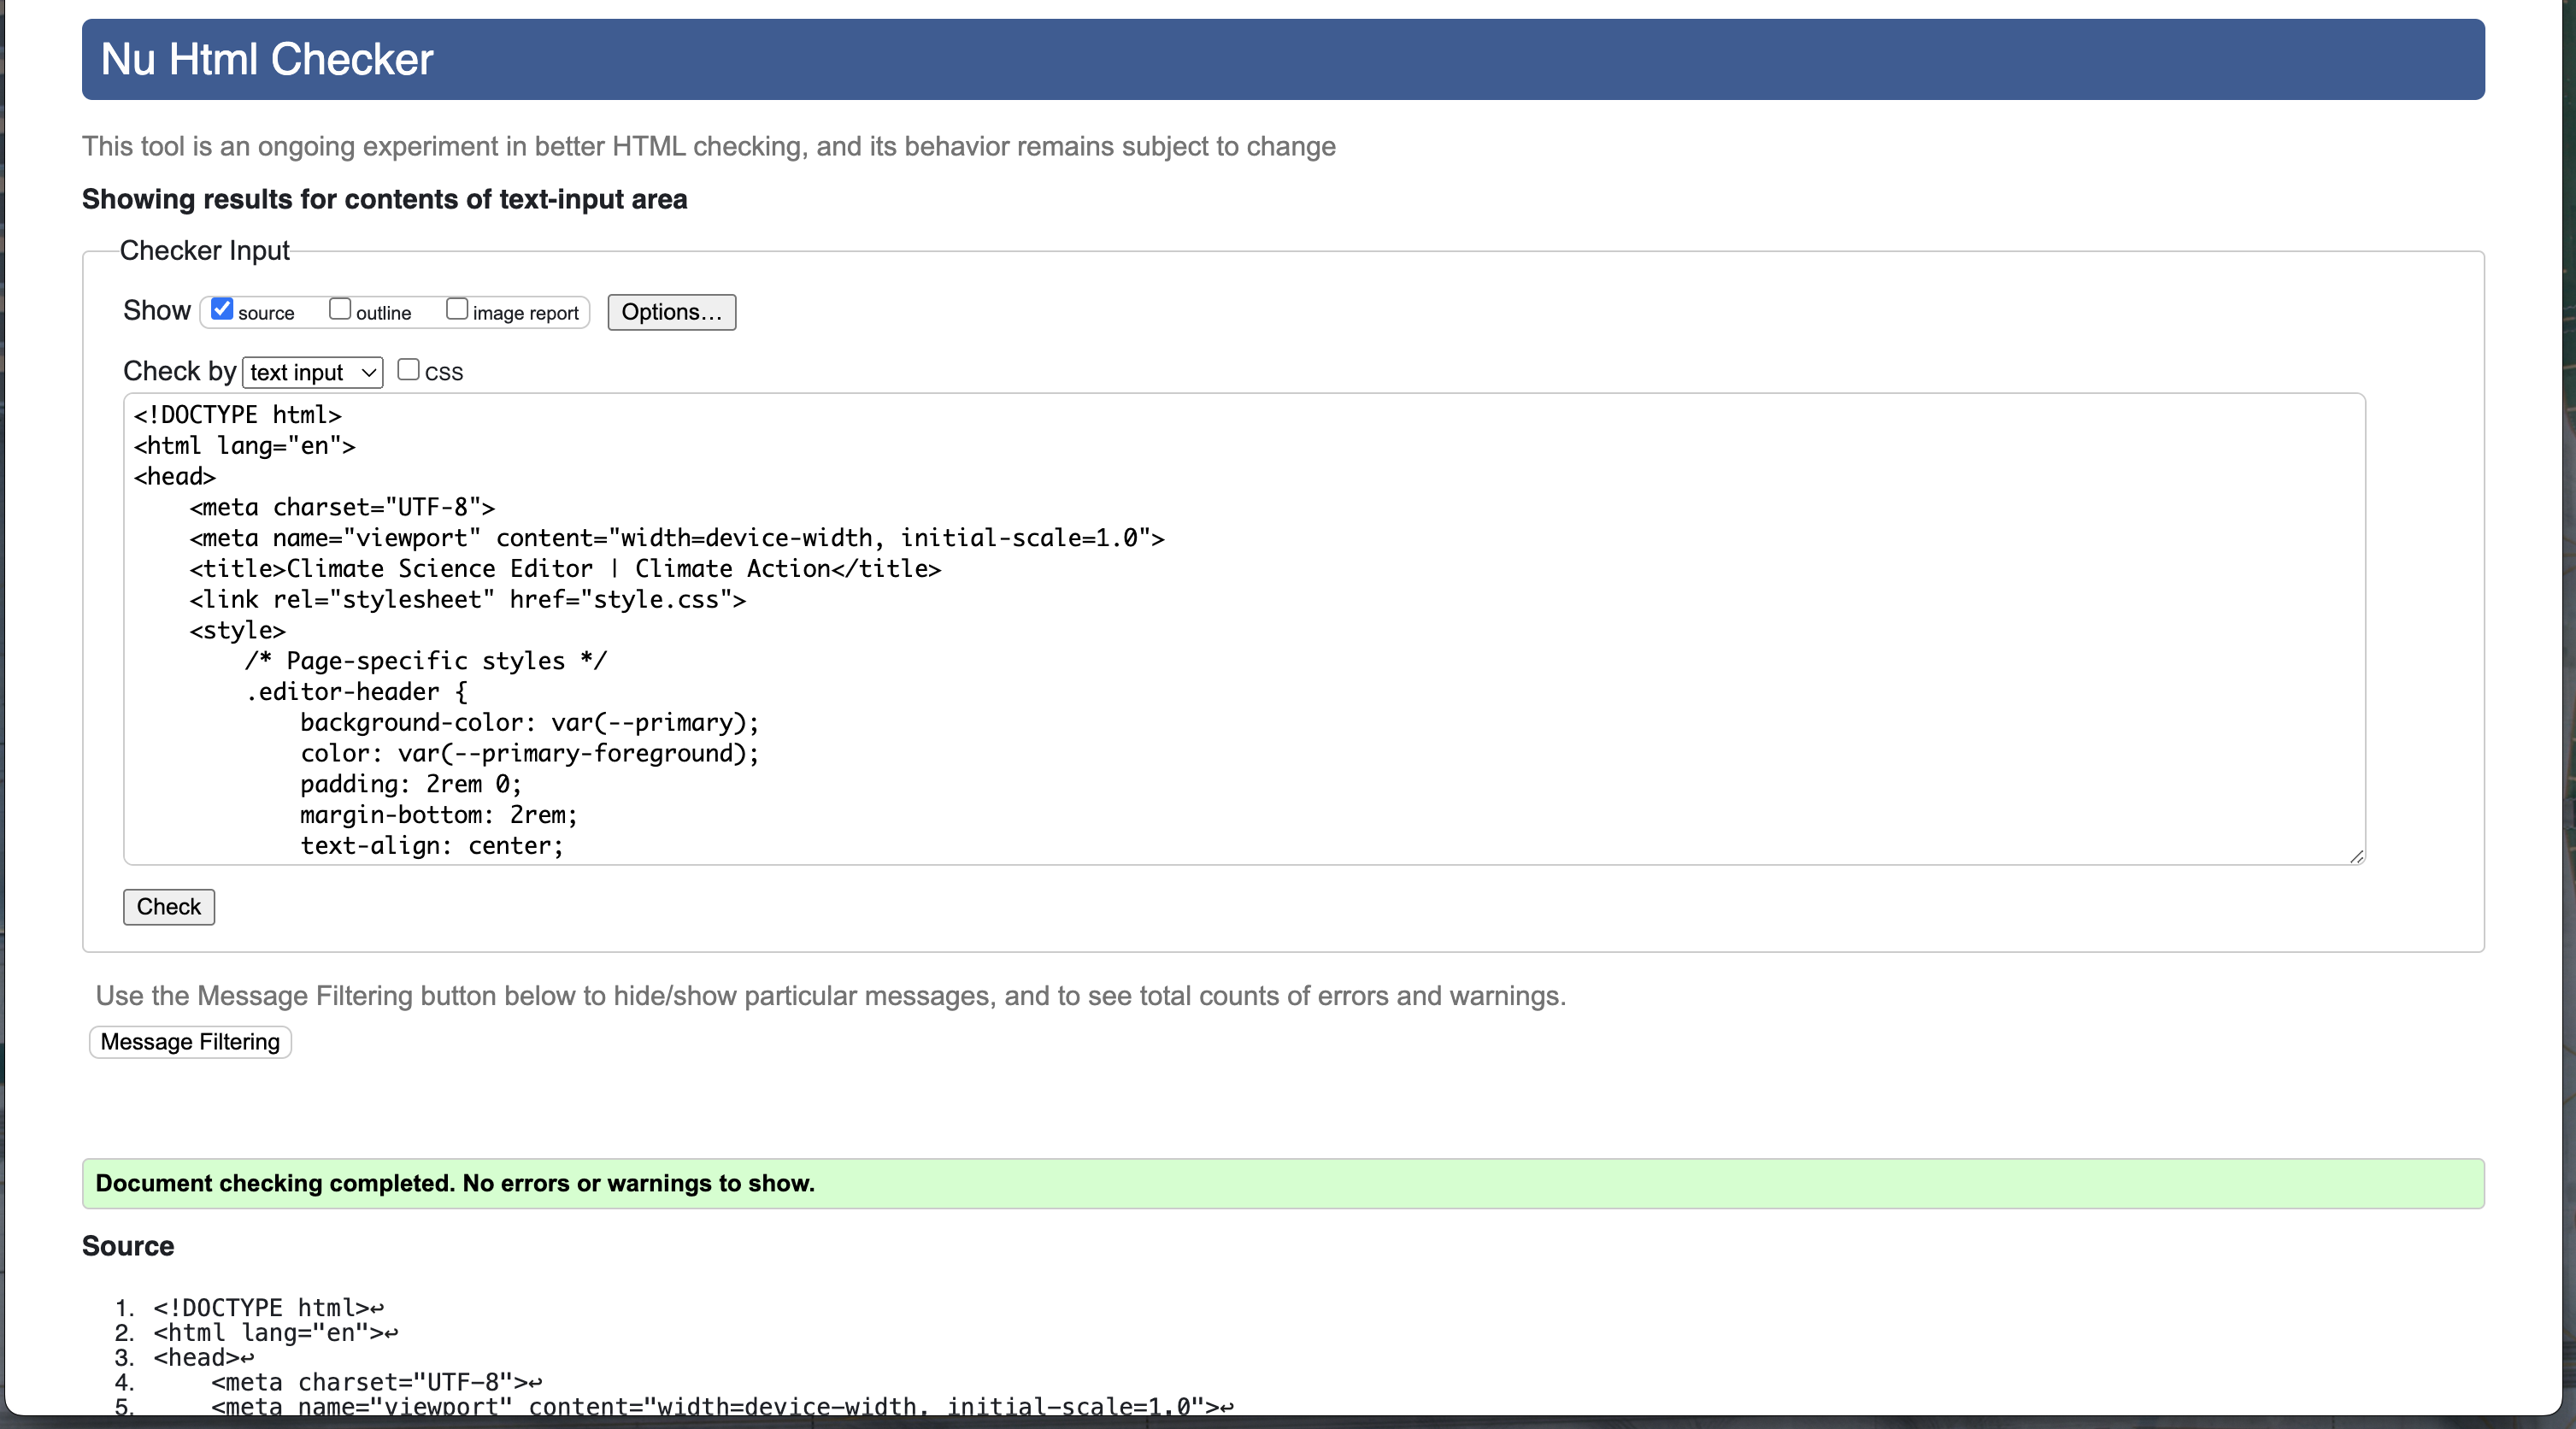 Nu Html Checker
This tool is an ongoing experiment in better HTML checking, and its behavior remains subject to change
Showing results for contents of text-input area
Checker Input
Show source outline image report Options...
Check by text input CSS
<!DOCTYPE html>
<html lang="en">
<head>
    <meta charset="UTF-8">
    <meta name="viewport" content="width=device-width, initial-scale=1.0">
    <title>Climate Science Editor | Climate Action</title>
    <link rel="stylesheet" href="style.css">
    <style>
        /* Page-specific styles */
        .editor-header {
            background-color: var(--primary);
            color: var(--primary-foreground);
            padding: 2rem 0;
            margin-bottom: 2rem;
            text-align: center;
Check
Use the Message Filtering button below to hide/show particular messages, and to see total counts of errors and warnings.
Message Filtering
Document checking completed. No errors or warnings to show.
Source
1. <!DOCTYPE html>↩
2. <html lang="en">↩
3. <head>↩
4.     <meta charset="UTF-8">↩
5.     <meta name="viewport" content="width=device-width, initial-scale=1.0">↩